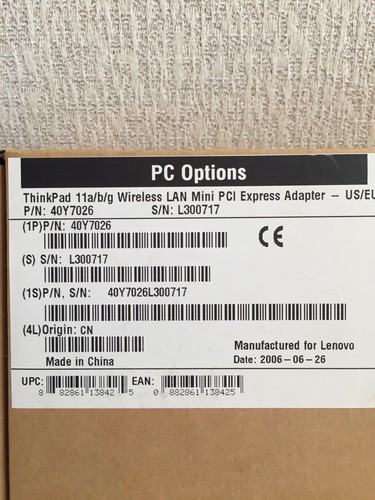 PC Options
ThinkPad 11a/b/g Wireless LAN Mini PCI Express Adapter – US/EU
P/N: 40Y7026 S/N: L300717
(1P)P/N: 40Y7026
CE
(S) S/N: L300717
(1S)P/N, S/N: 40Y7026L300717
(4L)Origin: CN
Manufactured for Lenovo
Made in China Date: 2006-06-26
UPC: EAN:
8 82861 13842 5 0 882861 138425